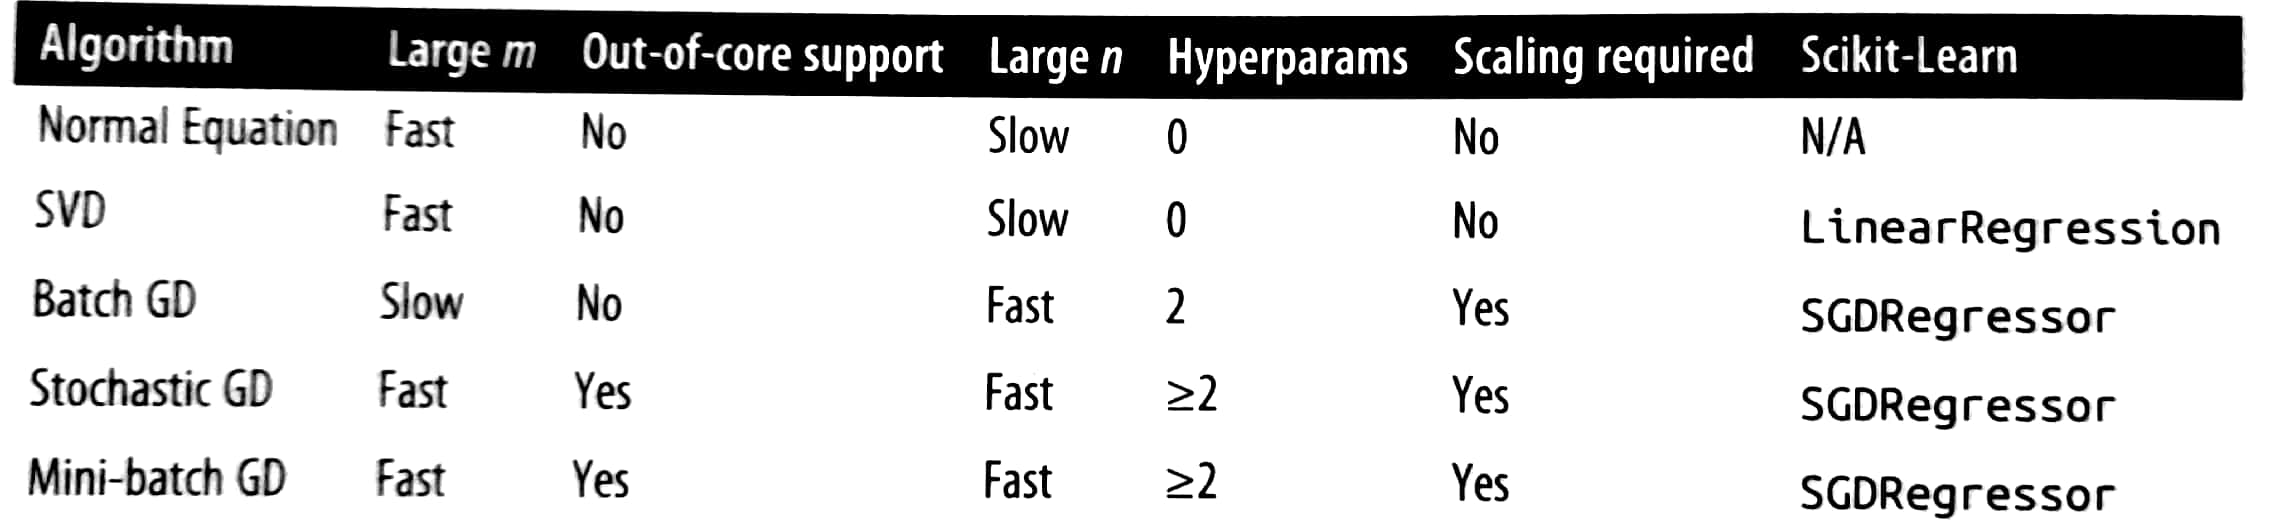 Algorithm Large m Out-of-core support Large n Hyperparams Scaling required Scikit-Learn
Normal Equation Fast No Slow 0 No N/A
SVD Fast No Slow 0 No LinearRegression
Batch GD Slow No Fast 2 Yes SGDRegressor
Stochastic GD Fast Yes Fast ≥2 Yes SGDRegressor
Mini-batch GD Fast Yes Fast ≥2 Yes SGDRegressor